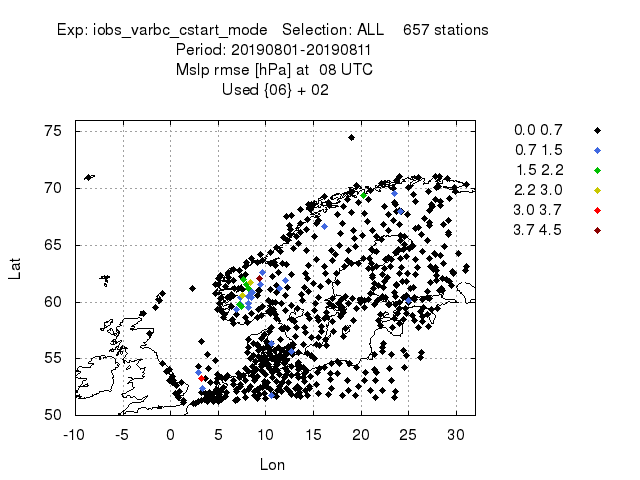 Exp: iobs_varbc_cstart_mode Selection: ALL 657 stations
Period: 20190801-20190811
Mslp rmse [hPa] at 08 UTC
Used {06} + 02
0.0 0.7
0.7 1.5
1.5 2.2
2.2 3.0
3.0 3.7
3.7 4.5
75
70
65
60
55
50
Lat
-10 -5 0 5 10 15 20 25 30
Lon